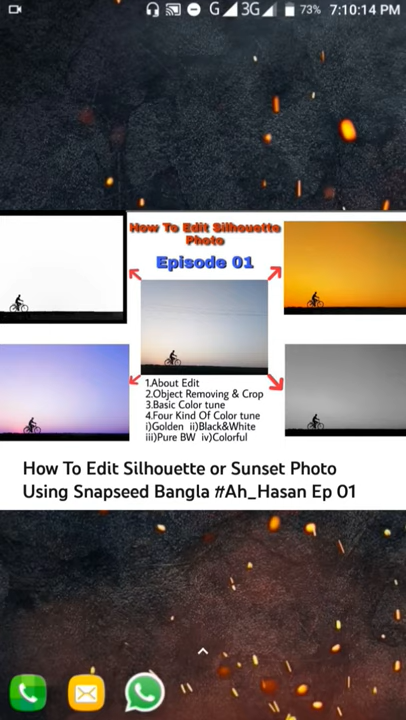 G 3G 73% 7:10:14 PM
How To Edit Silhouette
Photo
Episode 01
1.About Edit
2.Object Removing & Crop
3.Basic Color tune
4.Four Kind Of Color tune
i)Golden ii)Black&White
iii)Pure BW iv)Colorful
How To Edit Silhouette or Sunset Photo
Using Snapseed Bangla #Ah_Hasan Ep 01